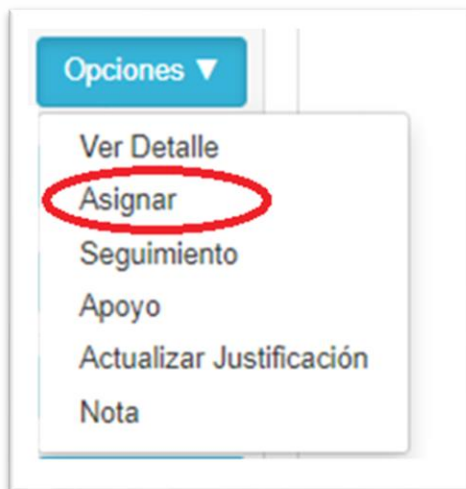 Opciones ▼
Ver Detalle
Asignar
Seguimiento
Apoyo
Actualizar Justificación
Nota